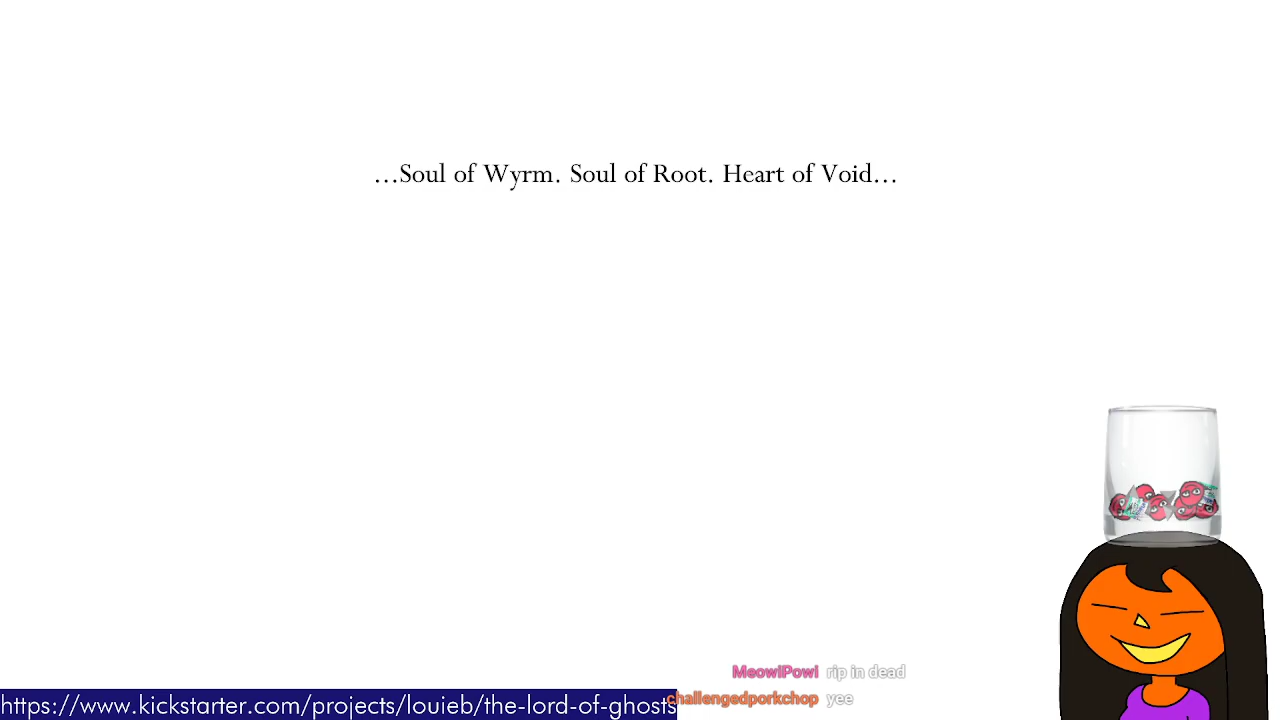 ...Soul of Wyrm. Soul of Root. Heart of Void...
MeowlPowl rip in dead
challengedporkchop yee
https://www.kickstarter.com/projects/louieb/the-lord-of-ghosts